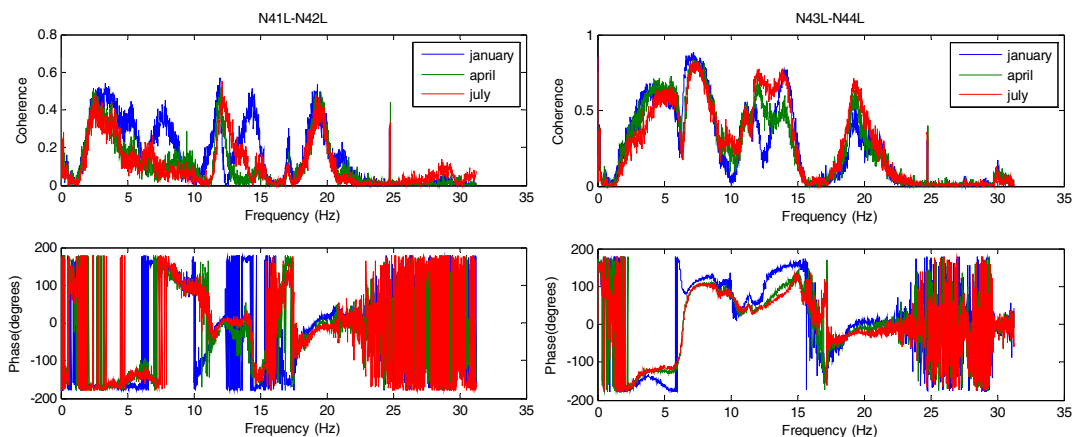 N41L-N42L
0.8
0.6
0.4
0.2
0
Coherence
0 5 10 15 20 25 30 35
Frequency (Hz)
january
april
july
200
100
0
-100
-200
Phase(degrees)
0 5 10 15 20 25 30 35
Frequency (Hz)
N43L-N44L
1
0.5
0
Coherence
0 5 10 15 20 25 30 35
Frequency (Hz)
january
april
july
200
100
0
-100
-200
Phase(degrees)
0 5 10 15 20 25 30 35
Frequency (Hz)